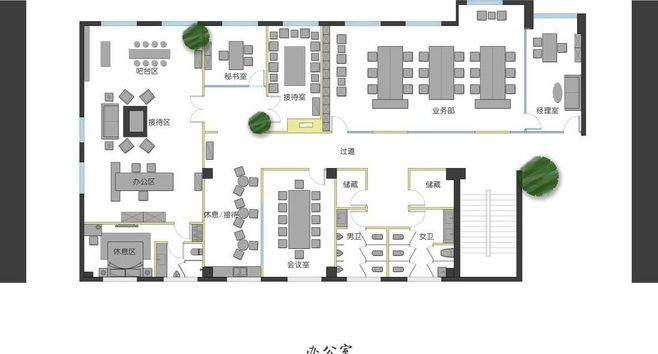 吧台区
秘书室
接待室
业务部
经理室
接待区
过道
办公区
储藏
储藏
休息/接待
男卫
女卫
休息区
会议室
办公室